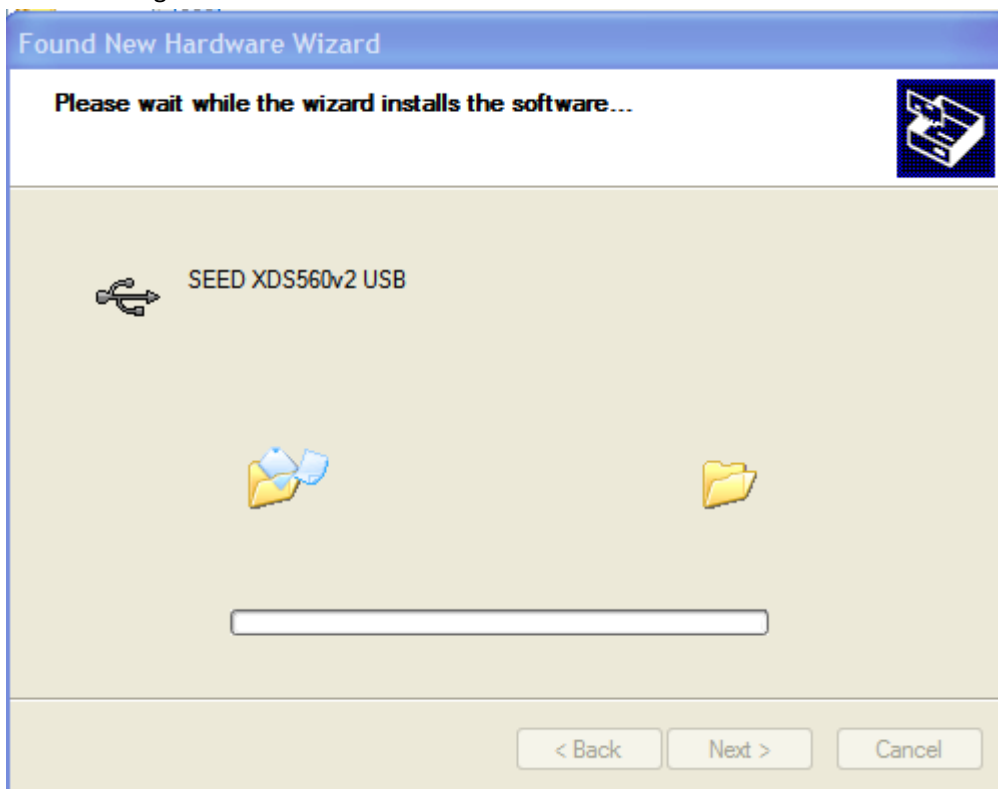 Found New Hardware Wizard
Please wait while the wizard installs the software...
SEED XDS560v2 USB
< Back Next > Cancel